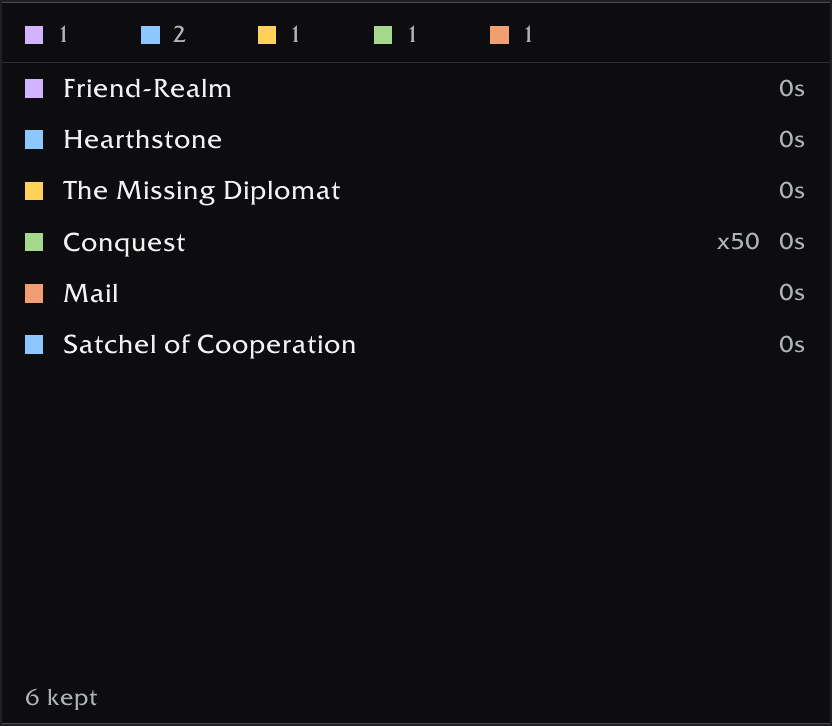 1 2 1 1 1
Friend-Realm 0s
Hearthstone 0s
The Missing Diplomat 0s
Conquest x50 0s
Mail 0s
Satchel of Cooperation 0s
6 kept